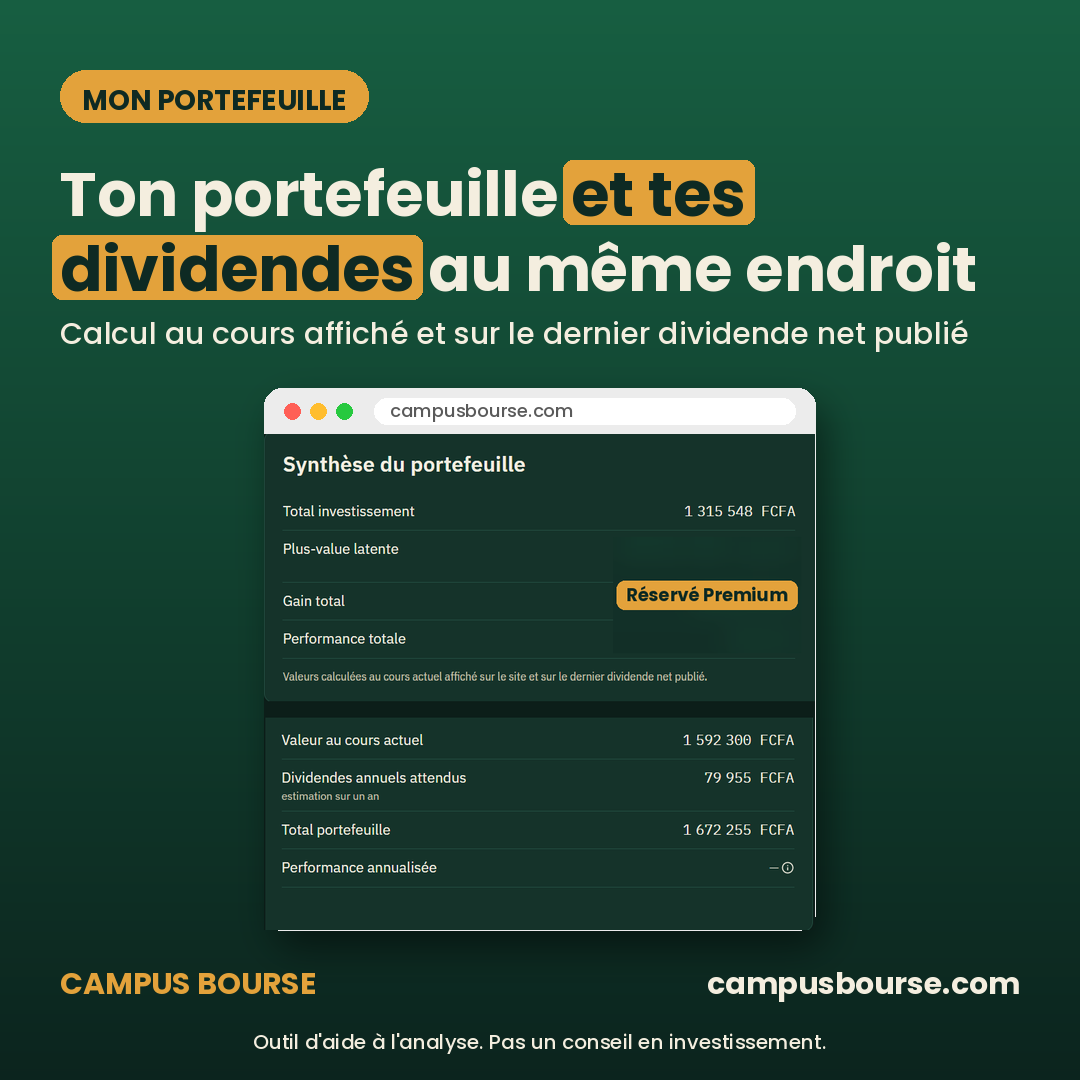 MON PORTEFEUILLE
Ton portefeuille et tes
dividendes au même endroit
Calcul au cours affiché et sur le dernier dividende net publié
campusbourse.com
Synthèse du portefeuille
Total investissement 1 315 548 FCFA
Plus-value latente
Réservé Premium
Gain total
Performance totale
Valeurs calculées au cours actuel affiché sur le site et sur le dernier dividende net publié.
Valeur au cours actuel 1 592 300 FCFA
Dividendes annuels attendus 79 955 FCFA
estimation sur un an
Total portefeuille 1 672 255 FCFA
Performance annualisée —
CAMPUS BOURSE campusbourse.com
Outil d'aide à l'analyse. Pas un conseil en investissement.